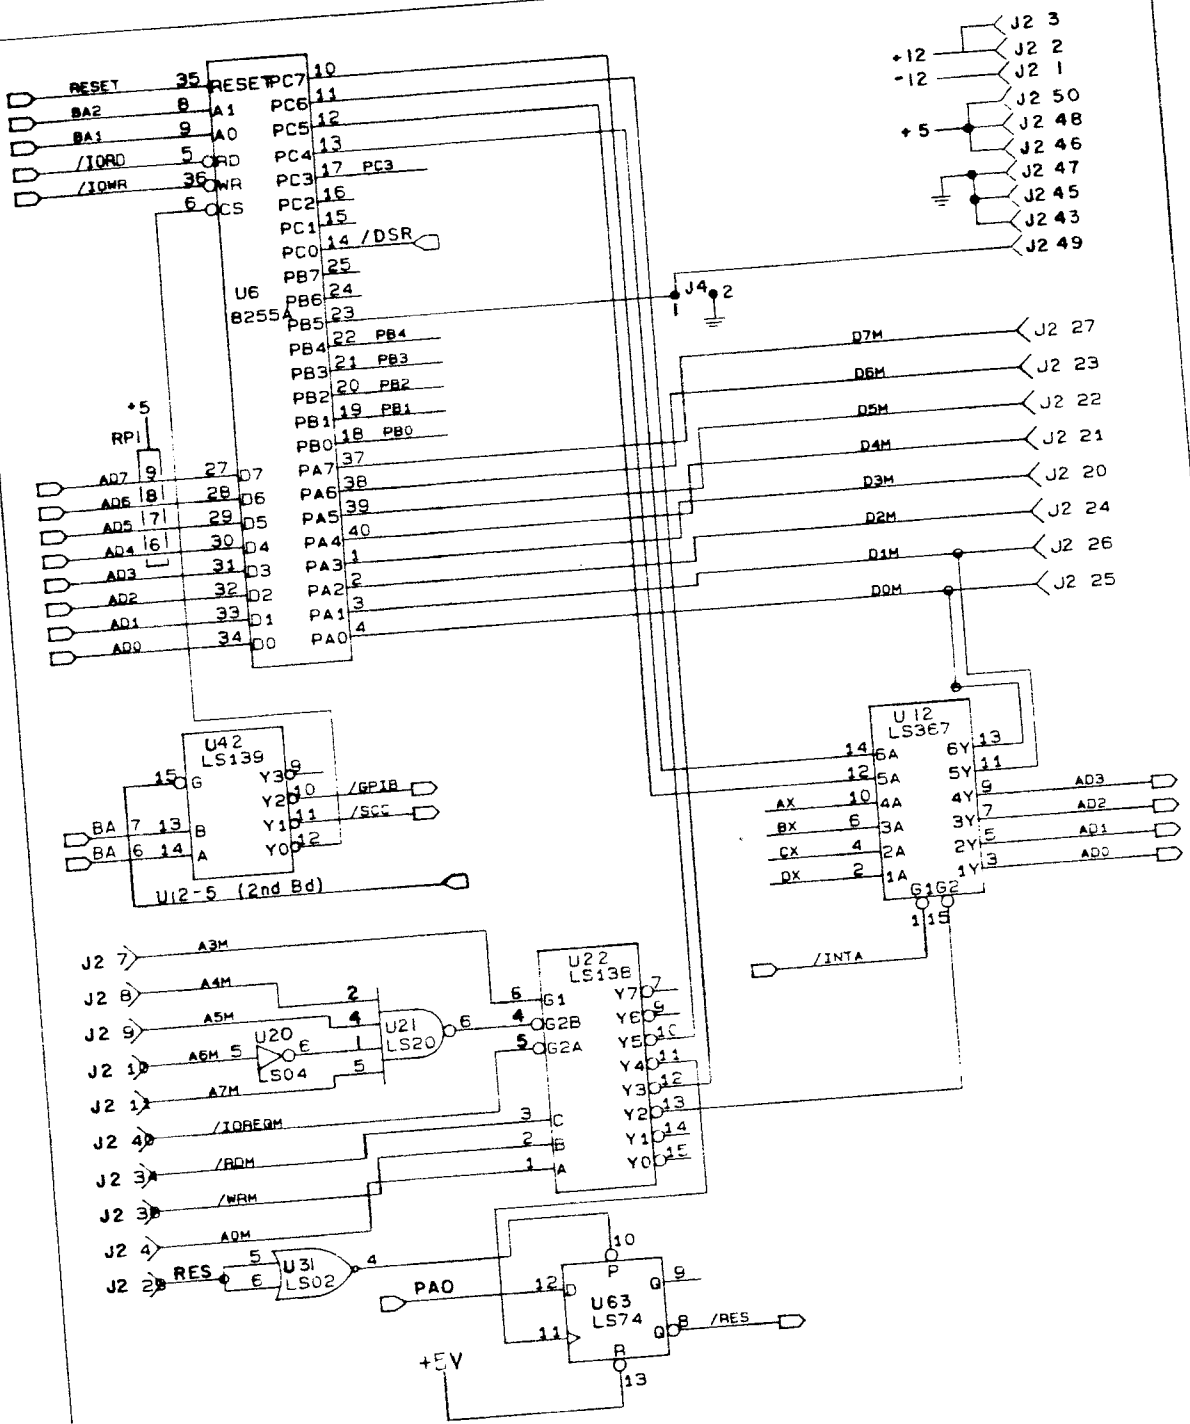 J2 3
+12 J2 2
-12 J2 1
J2 50
+5 J2 48
J2 46
J2 47
J2 45
J2 43
J2 49
RESET 35 RESET PC7 10
BA2 8 A1 PC6 11
BA1 9 A0 PC5 12
/IORD 5 RD PC4 13
/IOWR 36 WR PC3 17 PC3
6 CS PC2 16
PC1 15
PC0 14 /DSR
PB7 25
U6 PB6 24
8255A PB5 23
J4 1 2
PB4 22 PB4
PB3 21 PB3
PB2 20 PB2
PB1 19 PB1
PB0 18 PB0
+5
RP1
AD7 9 27 D7 PA7 37
AD6 8 28 D6 PA6 38
AD5 7 29 D5 PA5 39
AD4 6 30 D4 PA4 40
AD3 31 D3 PA3 1
AD2 32 D2 PA2 2
AD1 33 D1 PA1 3
AD0 34 D0 PA0 4
D7M J2 27
D6M J2 23
D5M J2 22
D4M J2 21
D3M J2 20
D2M J2 24
D1M J2 26
D0M J2 25
U42
LS139
15 G Y3 9
Y2 10 /GPIB
BA 7 13 B Y1 11 /SCC
BA 6 14 A Y0 12
U12-5 (2nd Bd)
U12
LS367
14 6A 6Y 13
12 5A 5Y 11
AX 10 4A 4Y 9 AD3
BX 6 3A 3Y 7 AD2
CX 4 2A 2Y 5 AD1
DX 2 1A 1Y 3 AD0
G1 G2
1 15
/INTA
J2 7 A3M
J2 8 A4M 2
J2 9 A5M 4 U21
J2 10 A6M 5 U20 6 1 LS20 6
LS04
J2 11 A7M 5
J2 40 /IOREQM
/RDM
/WRM
J2 4 A0M
U22
LS138
6 G1 Y7 7
4 G2B Y6 9
5 G2A Y5 10
Y4 11
Y3 12
3 C Y2 13
2 B Y1 14
1 A Y0 15
RES 5 U31 4
6 LS02
PA0 12 D P 10 Q 9
U63
LS74
11 Q 8 /RES
R
13
+5V